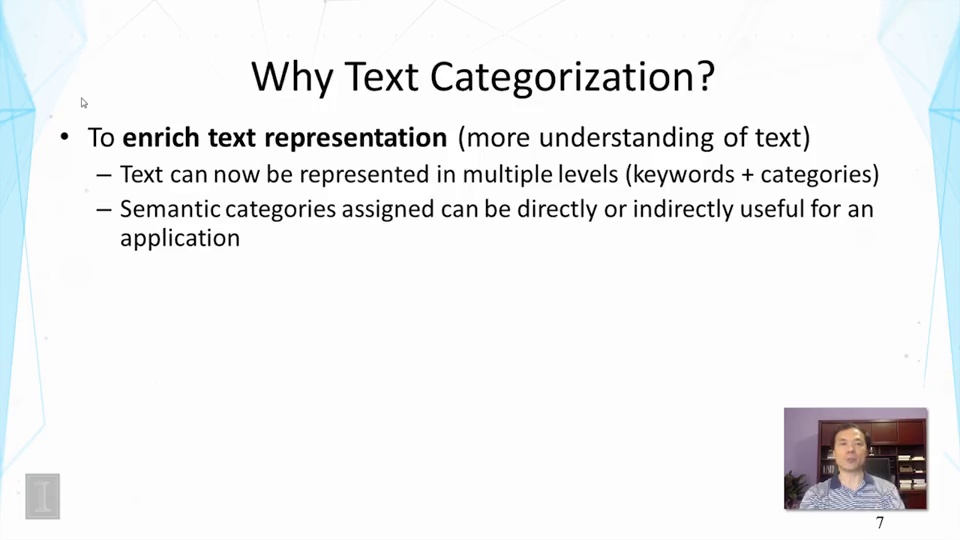 Why Text Categorization?
• To enrich text representation (more understanding of text)
– Text can now be represented in multiple levels (keywords + categories)
– Semantic categories assigned can be directly or indirectly useful for an
application
I
7